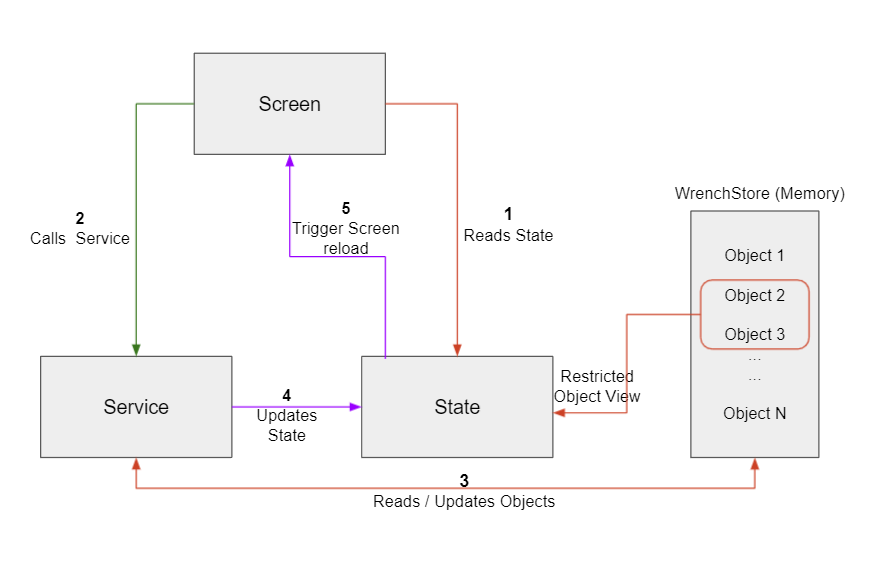 Screen
2
Calls Service
5
Trigger Screen
reload
1
Reads State
WrenchStore (Memory)
Object 1
Object 2
Object 3
...
...
Object N
Restricted
Object View
Service
4
Updates
State
State
3
Reads / Updates Objects